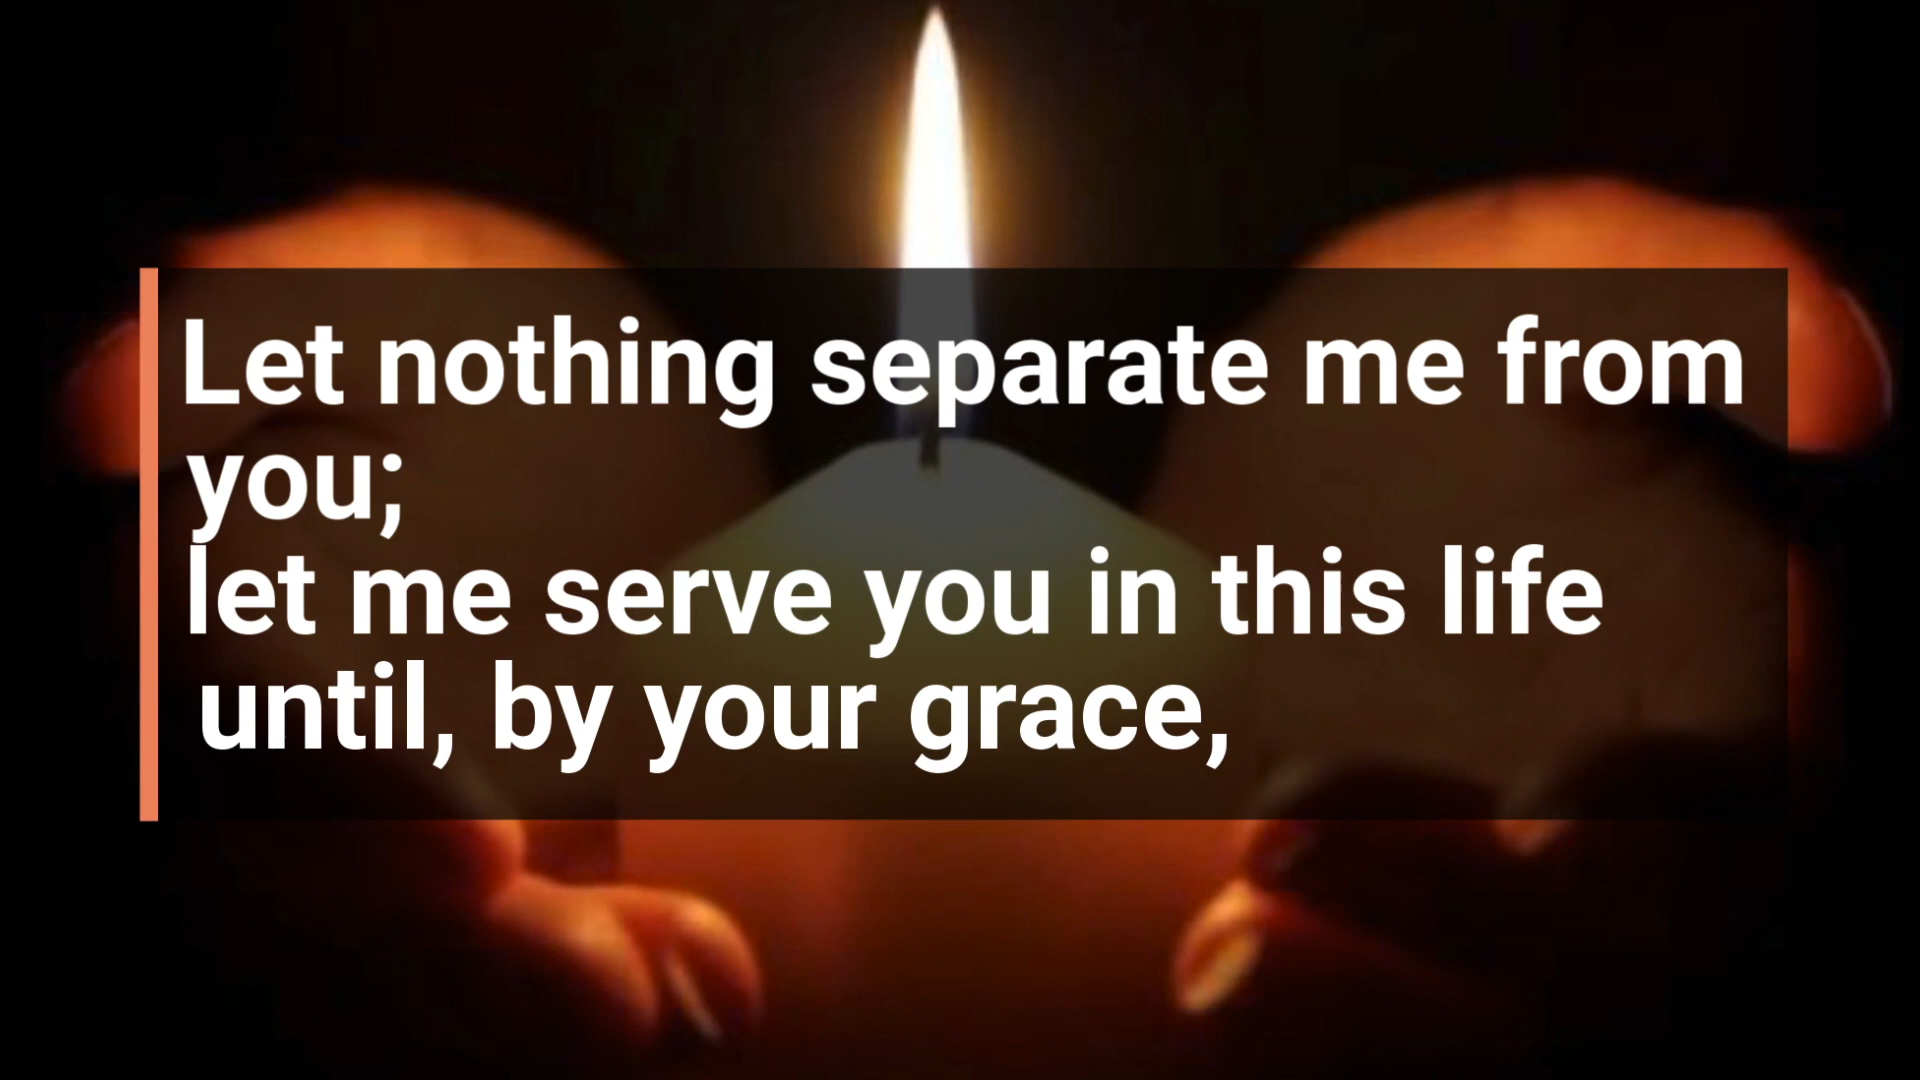 Let nothing separate me from
you;
let me serve you in this life
until, by your grace,